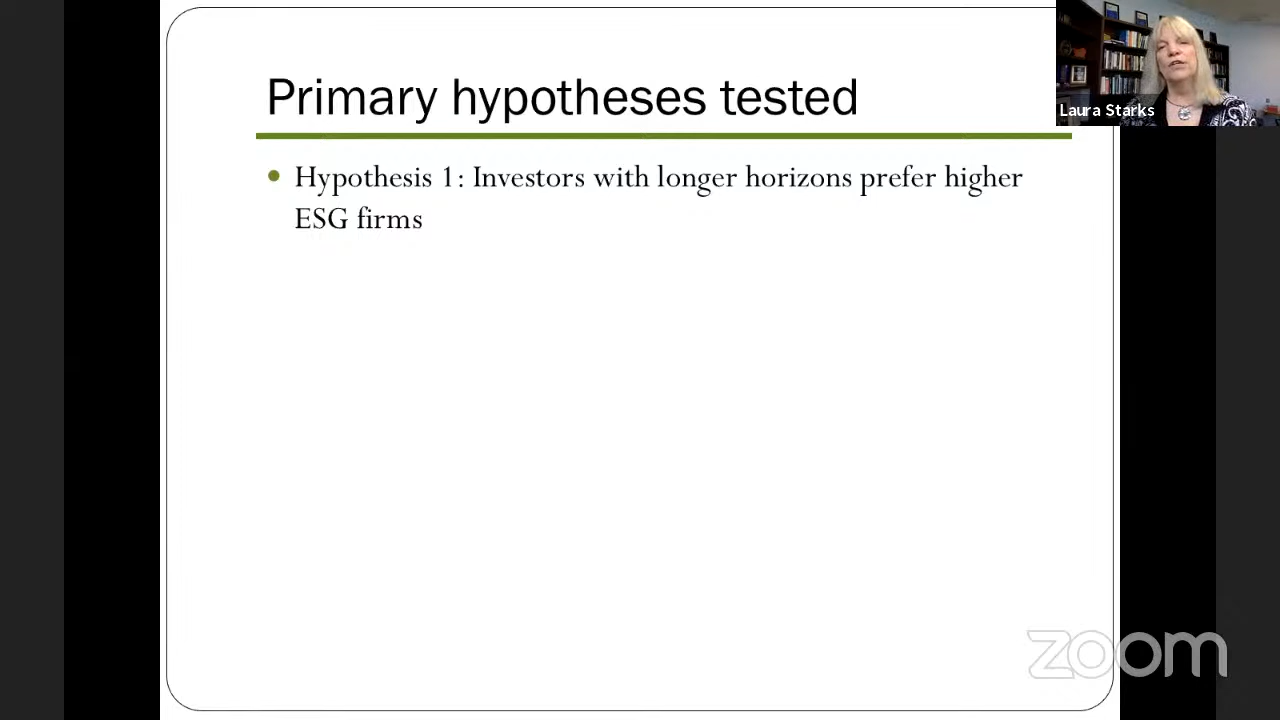 Primary hypotheses tested
Laura Starks
Hypothesis 1: Investors with longer horizons prefer higher
ESG firms
zoom